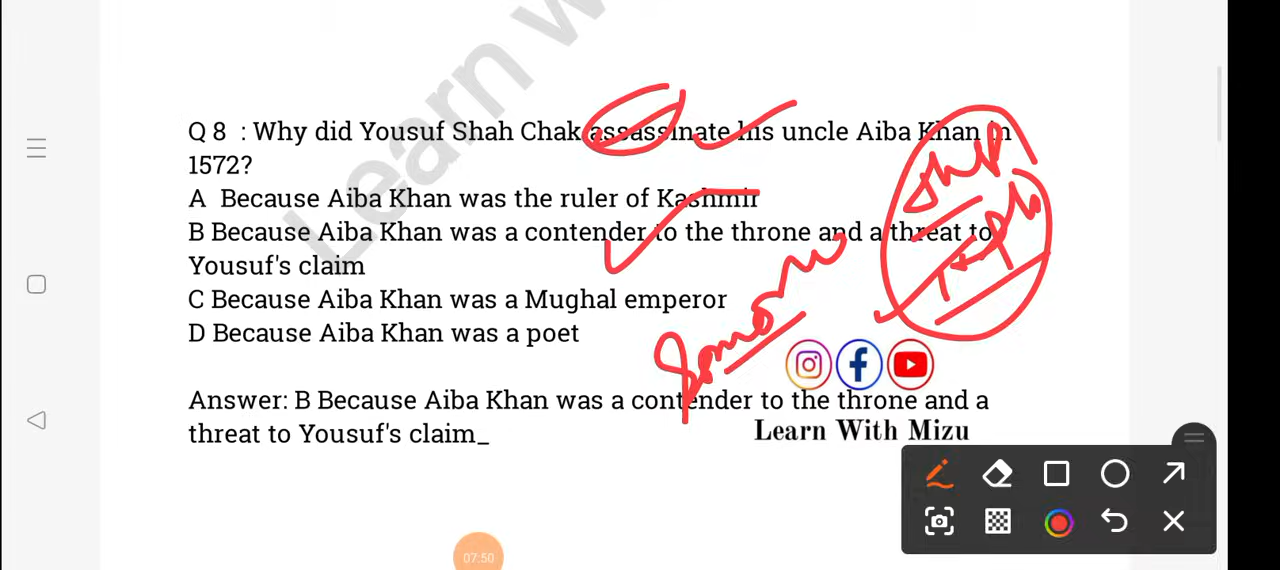 Learn w
Q 8 : Why did Yousuf Shah Chak assassinate his uncle Aiba Khan in
1572?
A Because Aiba Khan was the ruler of Kashmir
B Because Aiba Khan was a contender to the throne and a threat to
Yousuf's claim
C Because Aiba Khan was a Mughal emperor
D Because Aiba Khan was a poet
Answer: B Because Aiba Khan was a contender to the throne and a
threat to Yousuf's claim_
Learn With Mizu
07:50